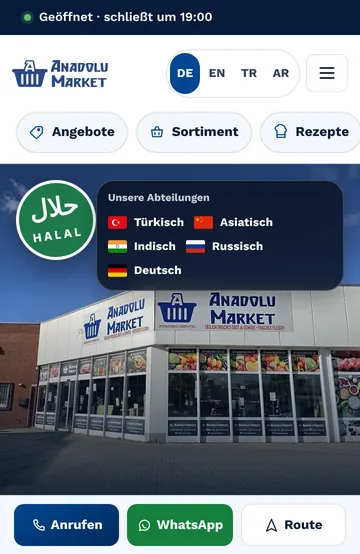 Geöffnet · schließt um 19:00
ANADOLU
MARKET
DE EN TR AR
Angebote Sortiment Rezepte
حلال
HALAL
Unsere Abteilungen
Türkisch Asiatisch
Indisch Russisch
Deutsch
ANADOLU
MARKET
ANADOLU
MARKET
Anrufen WhatsApp Route